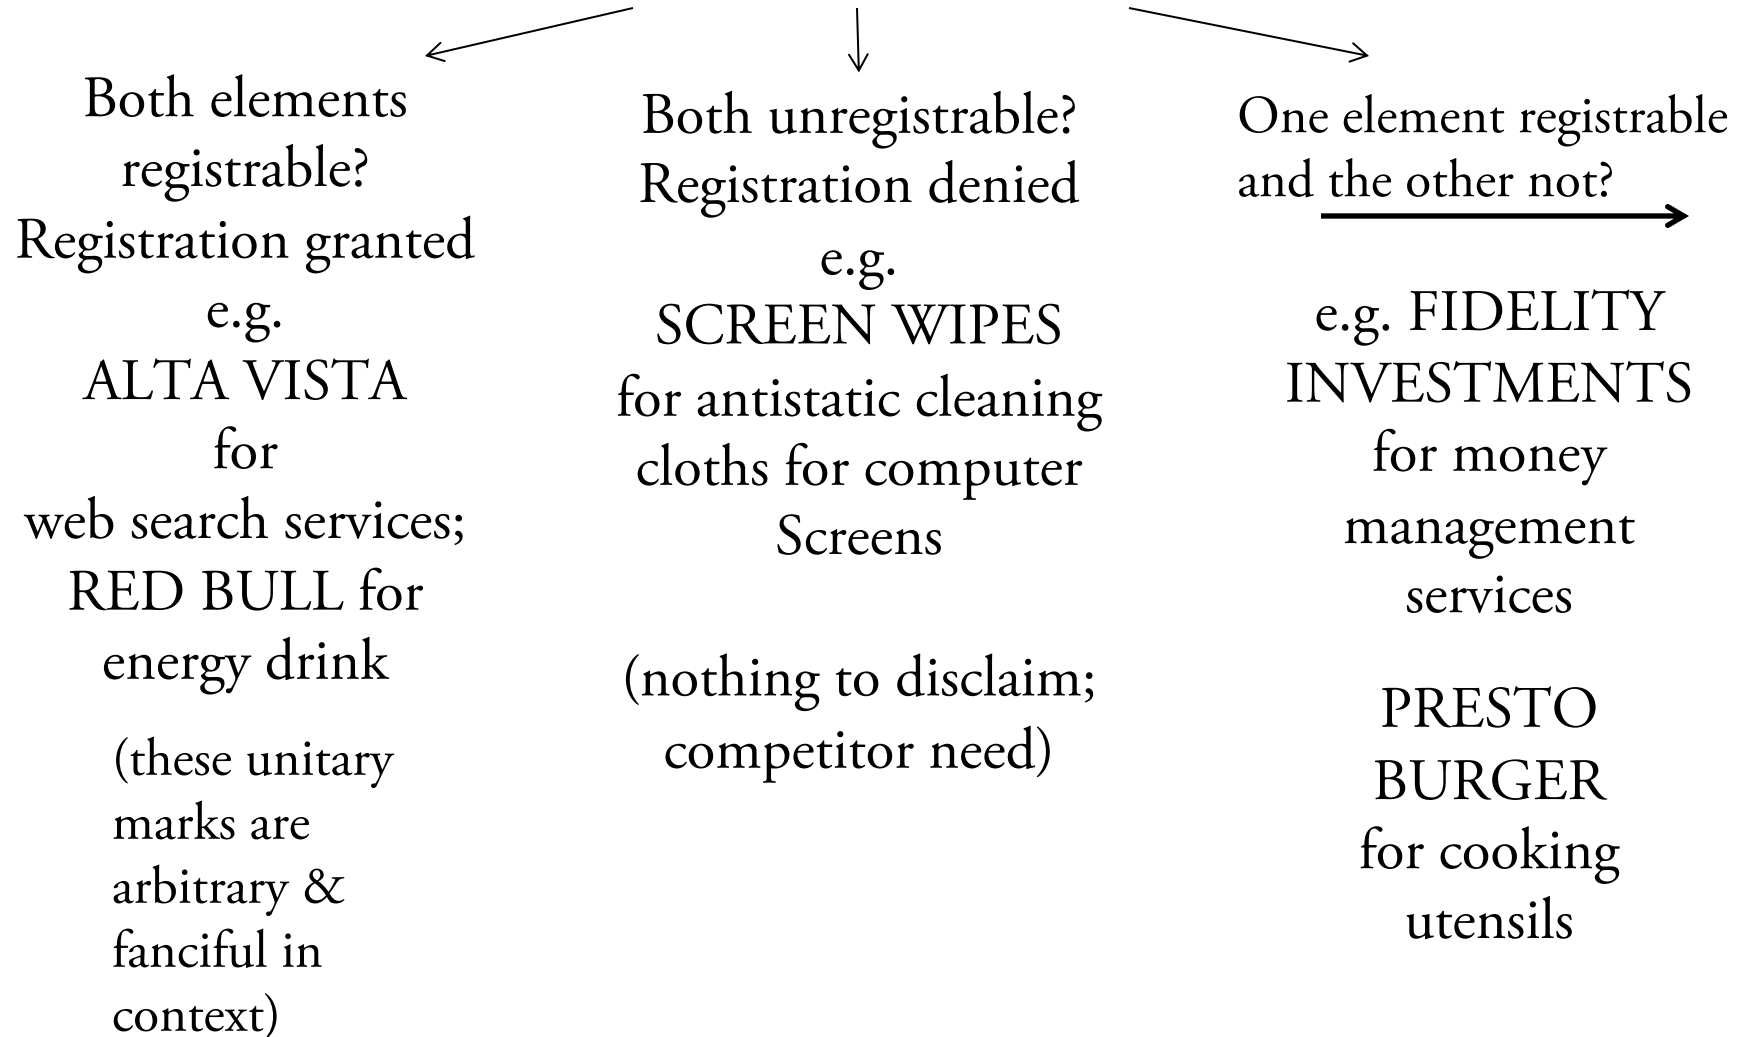 Both elements
registrable?
Registration granted
e.g.
ALTA VISTA
for
web search services;
RED BULL for
energy drink
(these unitary
marks are
arbitrary &
fanciful in
context)
Both unregistrable?
Registration denied
e.g.
SCREEN WIPES
for antistatic cleaning
cloths for computer
Screens
(nothing to disclaim;
competitor need)
One element registrable
and the other not?
e.g. FIDELITY
INVESTMENTS
for money
management
services
PRESTO
BURGER
for cooking
utensils